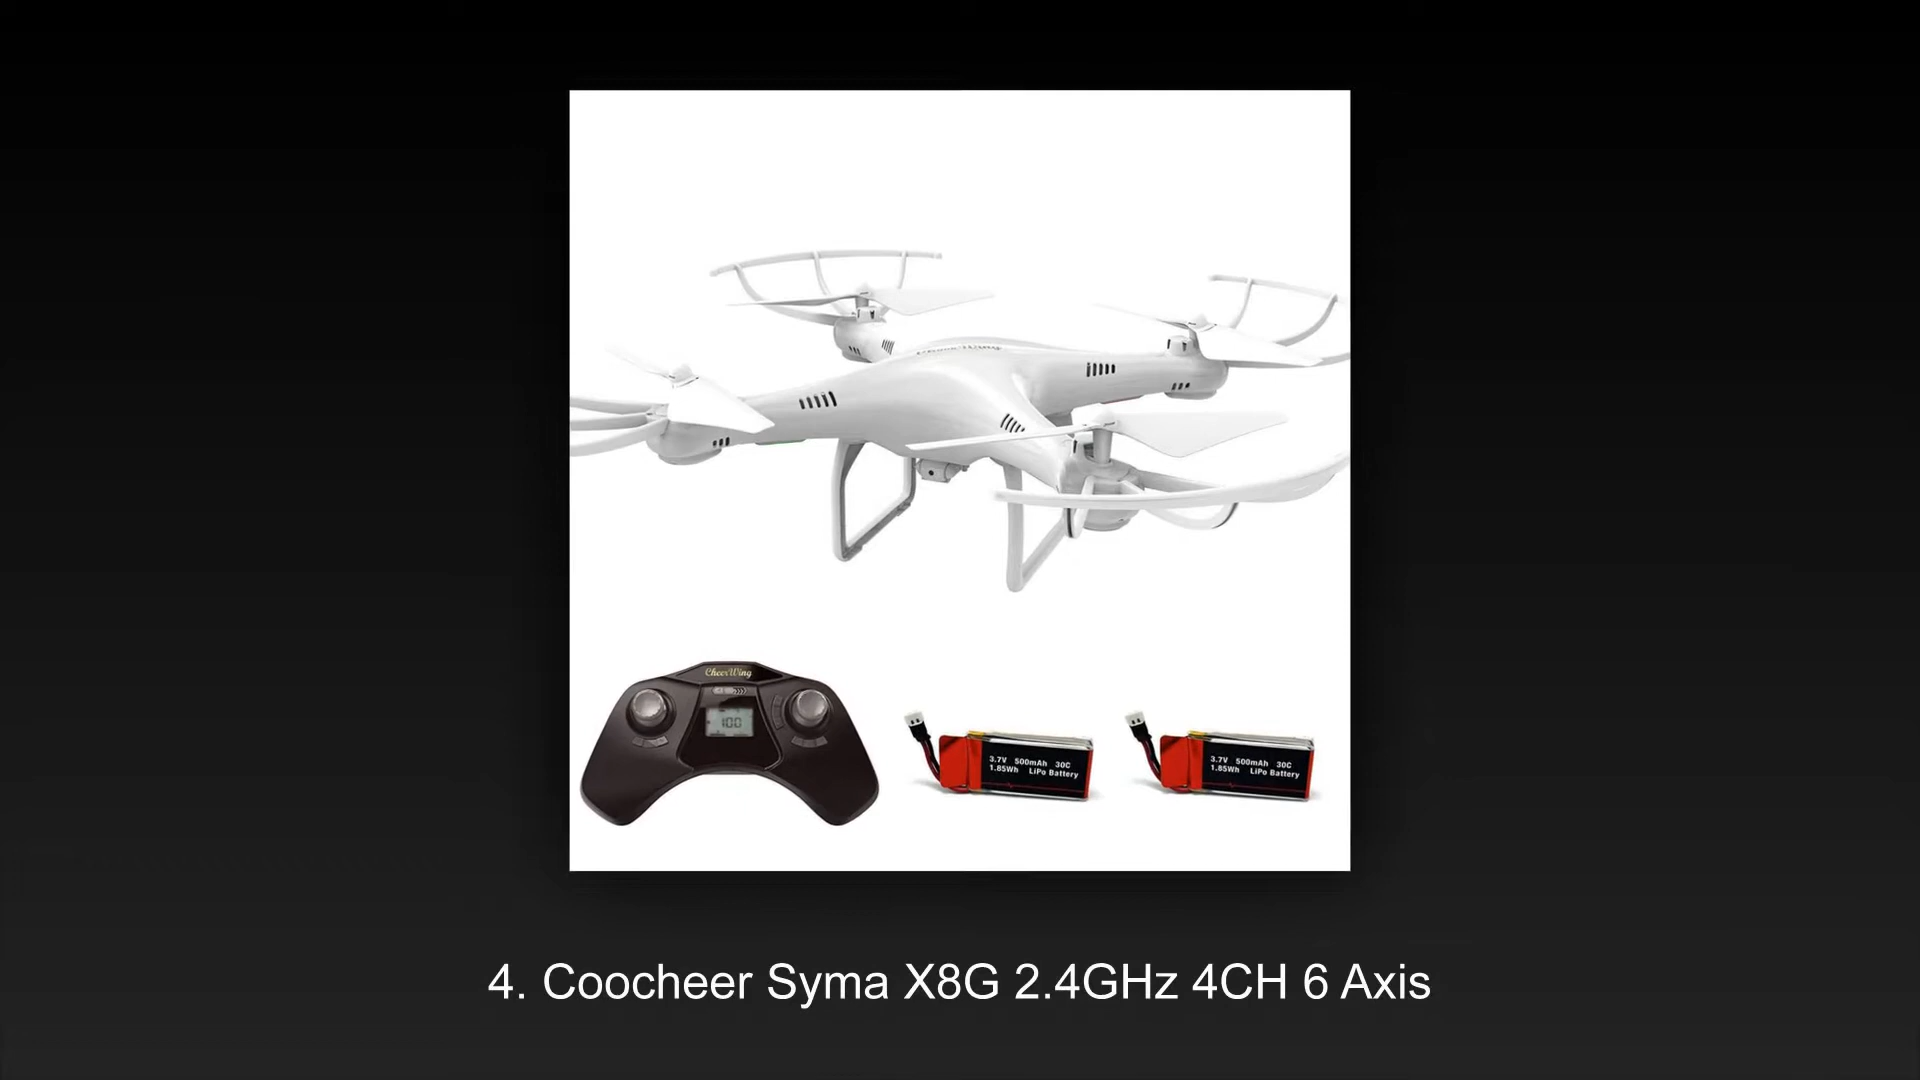 CheerWing
CheerWing
100
3.7V 500mAh 30C
1.85Wh LiPo Battery
3.7V 500mAh 30C
1.85Wh LiPo Battery
4. Coocheer Syma X8G 2.4GHz 4CH 6 Axis